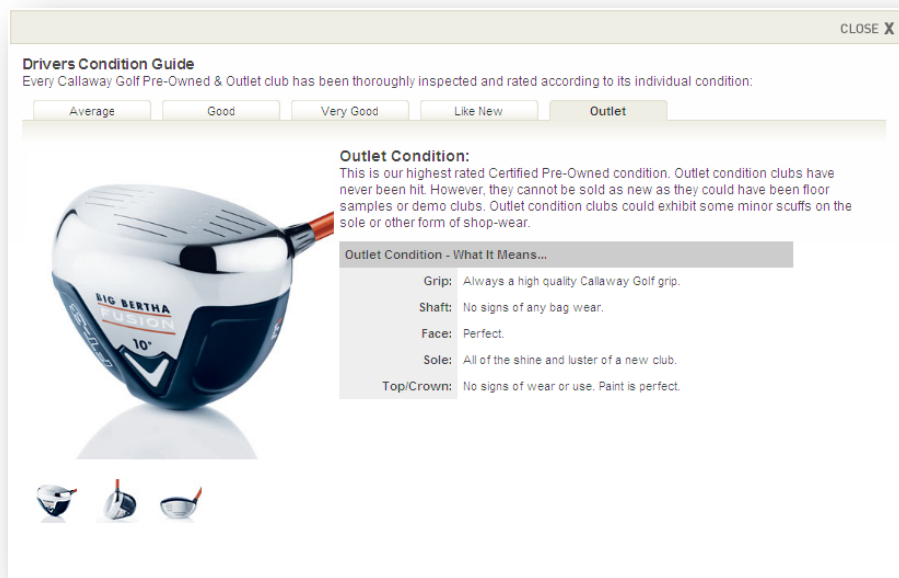 CLOSE X
Drivers Condition Guide
Every Callaway Golf Pre-Owned & Outlet club has been thoroughly inspected and rated according to its individual condition:
Average
Good
Very Good
Like New
Outlet
Outlet Condition:
This is our highest rated Certified Pre-Owned condition. Outlet condition clubs have
never been hit. However, they cannot be sold as new as they could have been floor
samples or demo clubs. Outlet condition clubs could exhibit some minor scuffs on the
sole or other form of shop-wear.
Outlet Condition - What It Means...
Grip: Always a high quality Callaway Golf grip.
Shaft: No signs of any bag wear.
Face: Perfect.
Sole: All of the shine and luster of a new club.
Top/Crown: No signs of wear or use. Paint is perfect.
BIG BERTHA
FUSION
10°